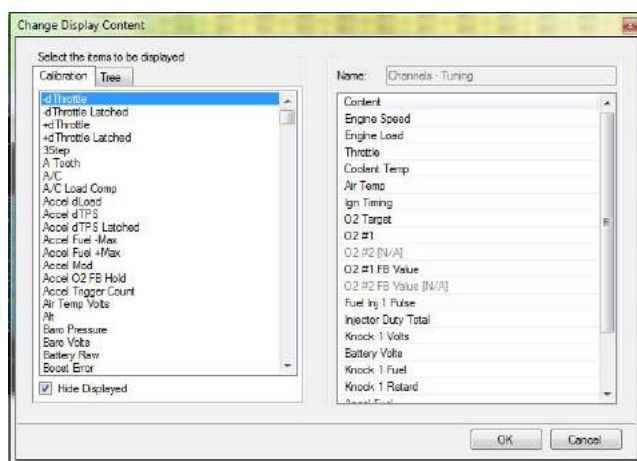 Change Display Content
Select the items to be displayed
Calibration Tree
-dThrottle
-dThrottle Latched
+dThrottle
+dThrottle Latched
3Step
A Tooth
A/C
A/C Load Comp
Accel dLoad
Accel dTPS
Accel dTPS Latched
Accel Fuel -Max
Accel Fuel +Max
Accel Mod
Accel O2 FB Hold
Accel Trigger Count
Air Temp Volts
Alt
Baro Pressure
Baro Volts
Battery Raw
Boost Error
Hide Displayed
Name: Channels - Tuning
Content
Engine Speed
Engine Load
Throttle
Coolant Temp
Air Temp
Ign Timing
O2 Target
O2 #1
O2 #2 [N/A]
O2 #1 FB Value
O2 #2 FB Value [N/A]
Fuel Inj 1 Pulse
Injector Duty Total
Knock 1 Volts
Battery Volts
Knock 1 Fuel
Knock 1 Retard
Accel Fuel
OK Cancel